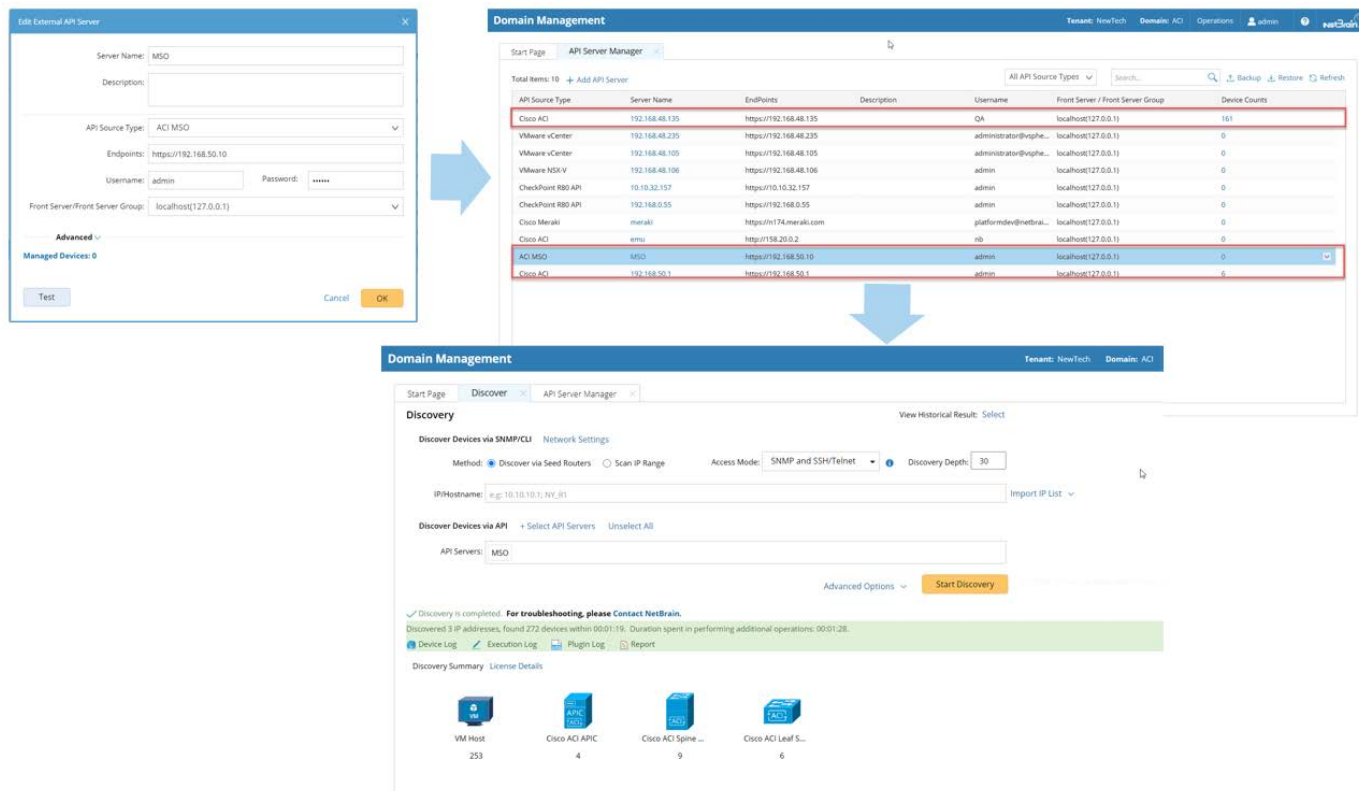 Edit External API Server
Server Name: MSO
Description:
API Source Type: ACI MSO
Endpoints: https://192.168.50.10
Username: admin Password: ••••••
Front Server/Front Server Group: localhost(127.0.0.1)
Advanced
Managed Devices: 0
Test Cancel OK
Domain Management Tenant: NewTech Domain: ACI Operations admin NetBrain
Start Page API Server Manager
Total Items: 10 + Add API Server All API Source Types Search... Backup Restore Refresh
API Source Type Server Name EndPoints Description Username Front Server / Front Server Group Device Counts
Cisco ACI 192.168.48.135 https://192.168.48.135 QA localhost(127.0.0.1) 161
VMware vCenter 192.168.48.235 https://192.168.48.235 administrator@vsphe... localhost(127.0.0.1) 0
VMware vCenter 192.168.48.105 https://192.168.48.105 administrator@vsphe... localhost(127.0.0.1) 0
VMware NSX-V 192.168.48.106 https://192.168.48.106 admin localhost(127.0.0.1) 0
CheckPoint R80 API 10.10.32.157 https://10.10.32.157 admin localhost(127.0.0.1) 0
CheckPoint R80 API 192.168.0.55 https://192.168.0.55 admin localhost(127.0.0.1) 0
Cisco Meraki meraki https://n174.meraki.com platformdev@netbrai... localhost(127.0.0.1) 0
Cisco ACI emu http://158.20.0.2 nb localhost(127.0.0.1) 0
ACI MSO MSO https://192.168.50.10 admin localhost(127.0.0.1) 0
Cisco ACI 192.168.50.1 https://192.168.50.1 admin localhost(127.0.0.1) 6
Domain Management Tenant: NewTech Domain: ACI
Start Page Discover API Server Manager
Discovery View Historical Result: Select
Discover Devices via SNMP/CLI Network Settings
Method: Discover via Seed Routers Scan IP Range Access Mode: SNMP and SSH/Telnet Discovery Depth: 30
IP/Hostname: e.g: 10.10.10.1; NY_R1 Import IP List
Discover Devices via API + Select API Servers Unselect All
API Servers: MSO
Advanced Options Start Discovery
Discovery is completed. For troubleshooting, please Contact NetBrain.
Discovered 3 IP addresses, found 272 devices within 00:01:19. Duration spent in performing additional operations: 00:01:28.
Device Log Execution Log Plugin Log Report
Discovery Summary License Details
VM APIC ACI ACI ACI
VM Host Cisco ACI APIC Cisco ACI Spine ... Cisco ACI Leaf S...
253 4 9 6